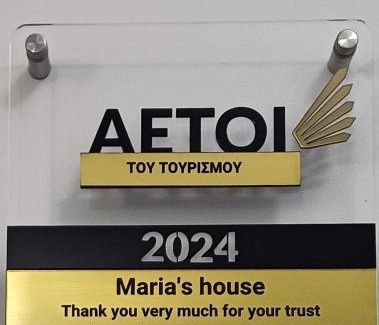 ΑΕΤΟΙ
ΤΟΥ ΤΟΥΡΙΣΜΟΥ
2024
Maria's house
Thank you very much for your trust